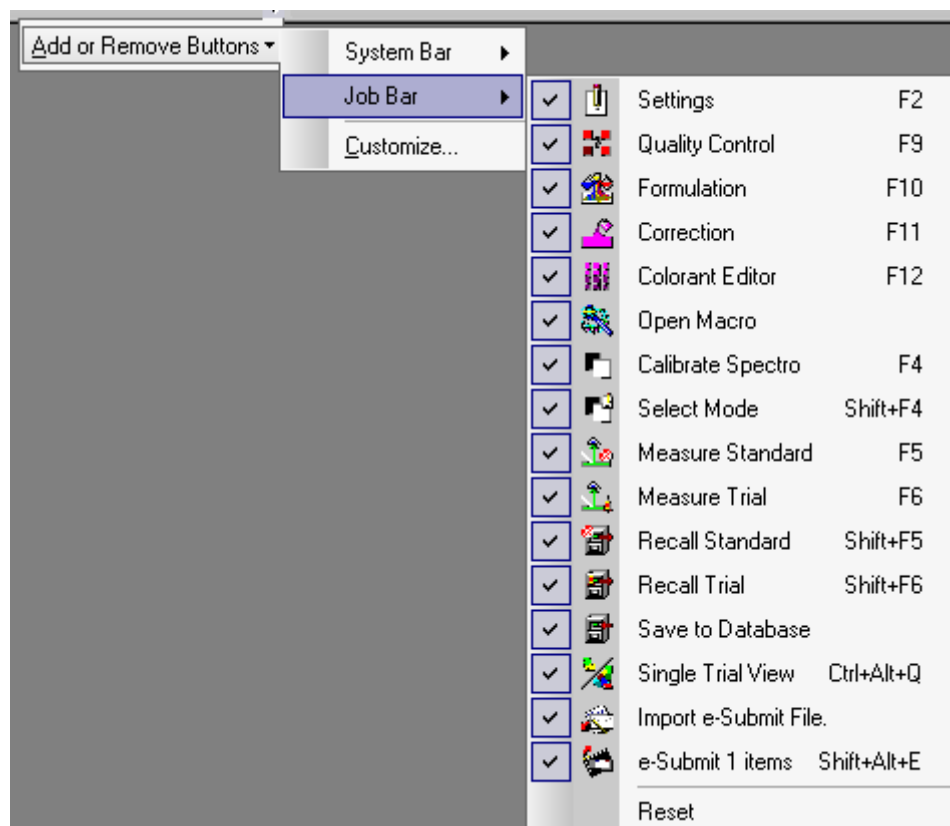 Add or Remove Buttons
System Bar
Job Bar
Customize...
Settings F2
Quality Control F9
Formulation F10
Correction F11
Colorant Editor F12
Open Macro
Calibrate Spectro F4
Select Mode Shift+F4
Measure Standard F5
Measure Trial F6
Recall Standard Shift+F5
Recall Trial Shift+F6
Save to Database
Single Trial View Ctrl+Alt+Q
Import e-Submit File.
e-Submit 1 items Shift+Alt+E
Reset